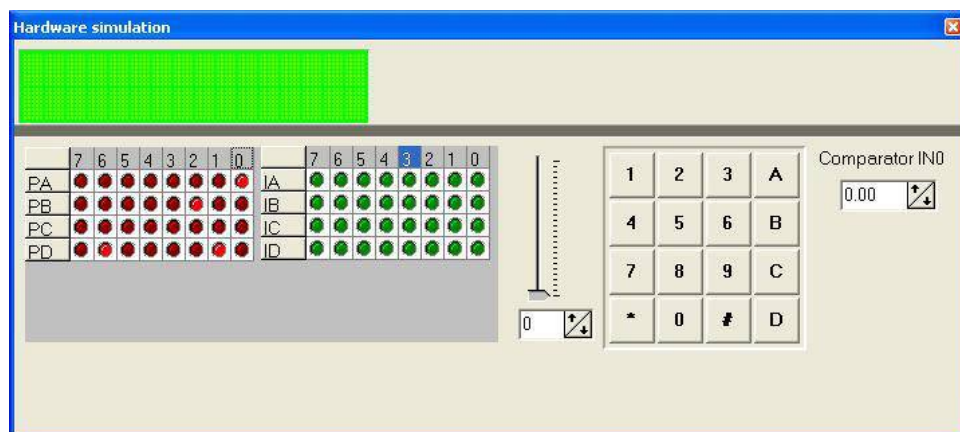 Hardware simulation
7 6 5 4 3 2 1 0 7 6 5 4 3 2 1 0
PA IA
PB IB
PC IC
PD ID
0
1 2 3 A
4 5 6 B
7 8 9 C
* 0 # D
Comparator IN0
0.00